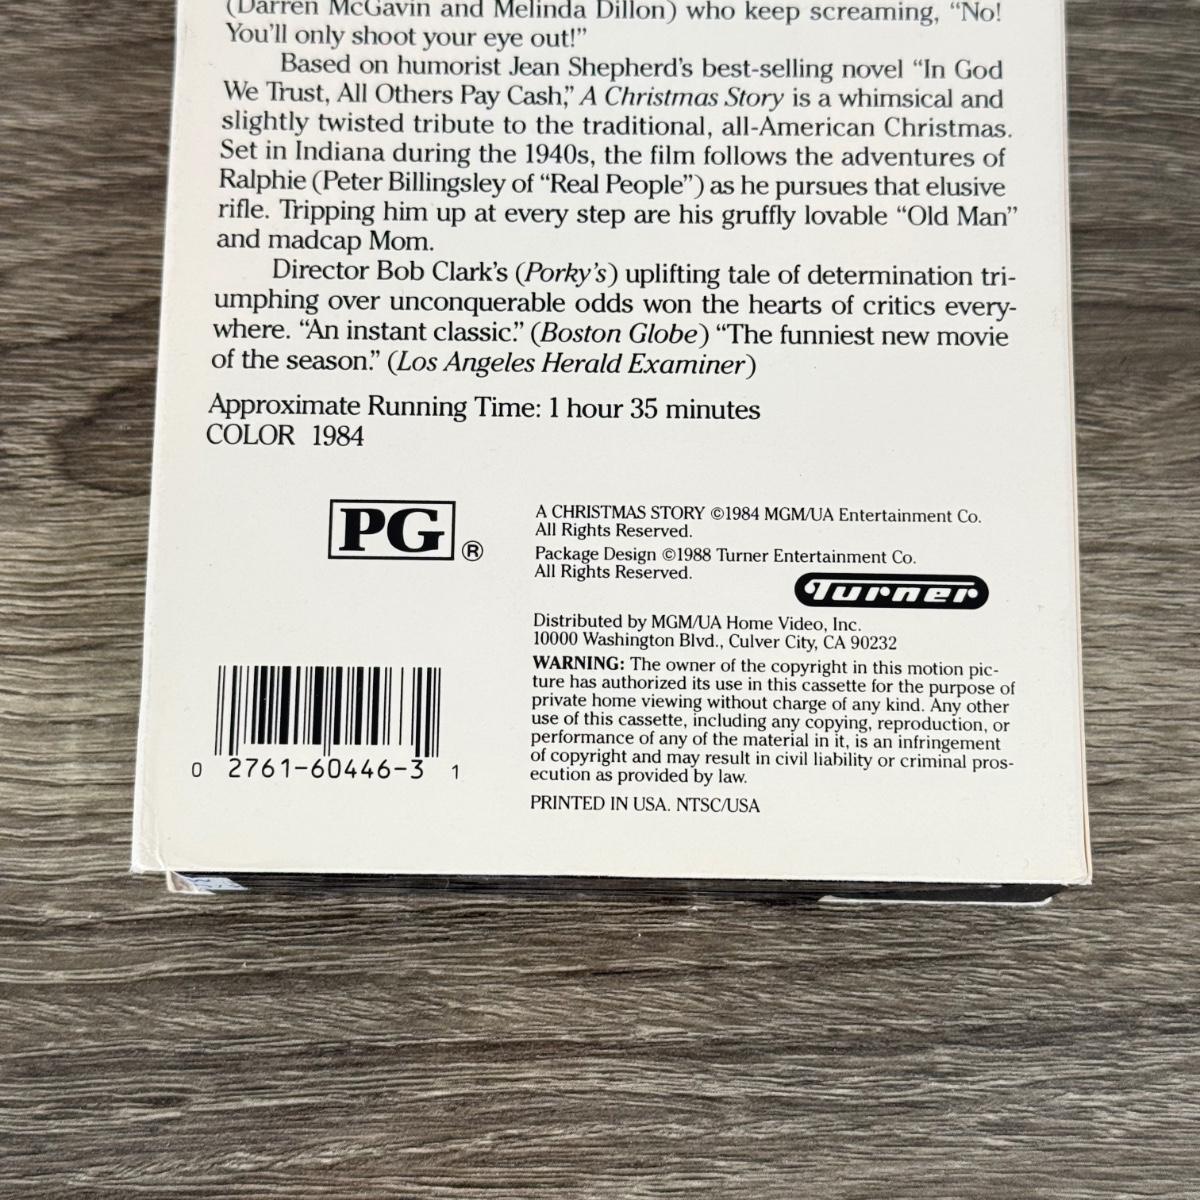 (Darren McGavin and Melinda Dillon) who keep screaming, “No!
You’ll only shoot your eye out!”
Based on humorist Jean Shepherd’s best-selling novel “In God
We Trust, All Others Pay Cash,” A Christmas Story is a whimsical and
slightly twisted tribute to the traditional, all-American Christmas.
Set in Indiana during the 1940s, the film follows the adventures of
Ralphie (Peter Billingsley of “Real People”) as he pursues that elusive
rifle. Tripping him up at every step are his gruffly lovable “Old Man”
and madcap Mom.
Director Bob Clark’s (Porky’s) uplifting tale of determination tri-
umphing over unconquerable odds won the hearts of critics every-
where. “An instant classic.” (Boston Globe) “The funniest new movie
of the season.” (Los Angeles Herald Examiner)
Approximate Running Time: 1 hour 35 minutes
COLOR 1984
PG ®
A CHRISTMAS STORY ©1984 MGM/UA Entertainment Co.
All Rights Reserved.
Package Design ©1988 Turner Entertainment Co.
All Rights Reserved.
Turner
Distributed by MGM/UA Home Video, Inc.
10000 Washington Blvd., Culver City, CA 90232
WARNING: The owner of the copyright in this motion pic-
ture has authorized its use in this cassette for the purpose of
private home viewing without charge of any kind. Any other
use of this cassette, including any copying, reproduction, or
performance of any of the material in it, is an infringement
of copyright and may result in civil liability or criminal pros-
ecution as provided by law.
PRINTED IN USA. NTSC/USA
0 2761-60446-3 1